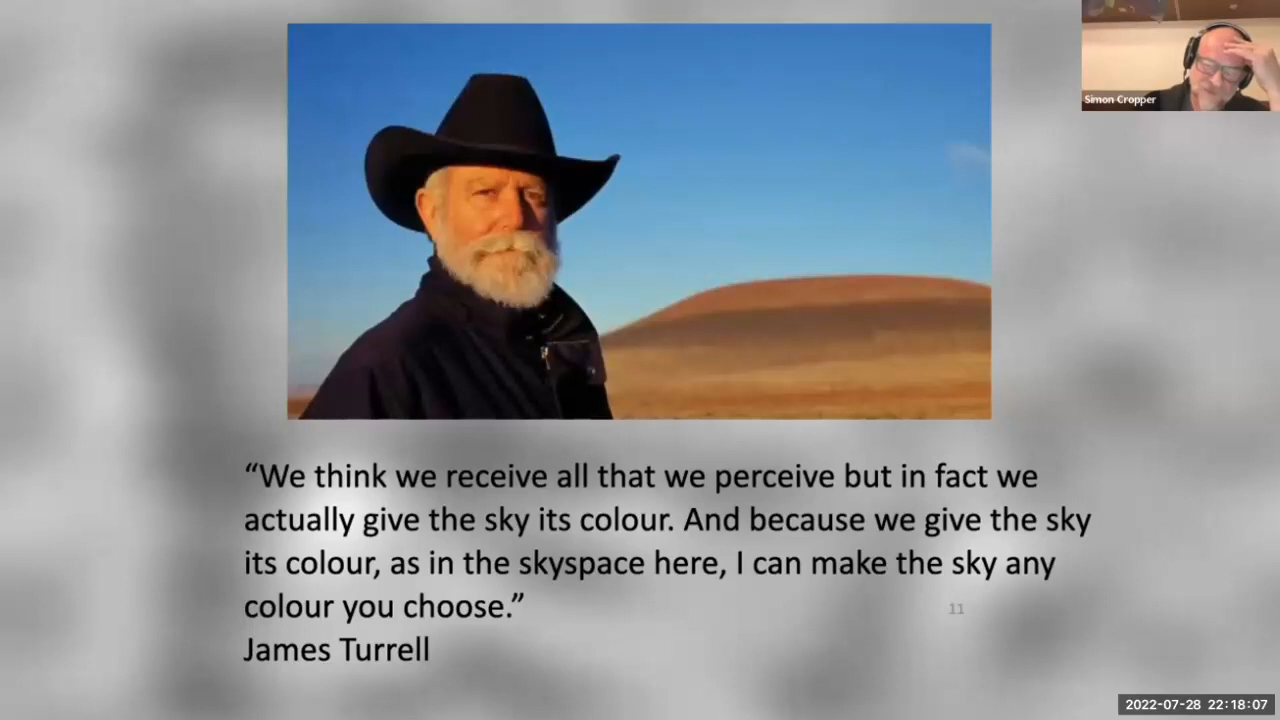 Simon Cropper
“We think we receive all that we perceive but in fact we
actually give the sky its colour. And because we give the sky
its colour, as in the skyspace here, I can make the sky any
colour you choose.”
11
James Turrell
2022-07-28 22:18:07